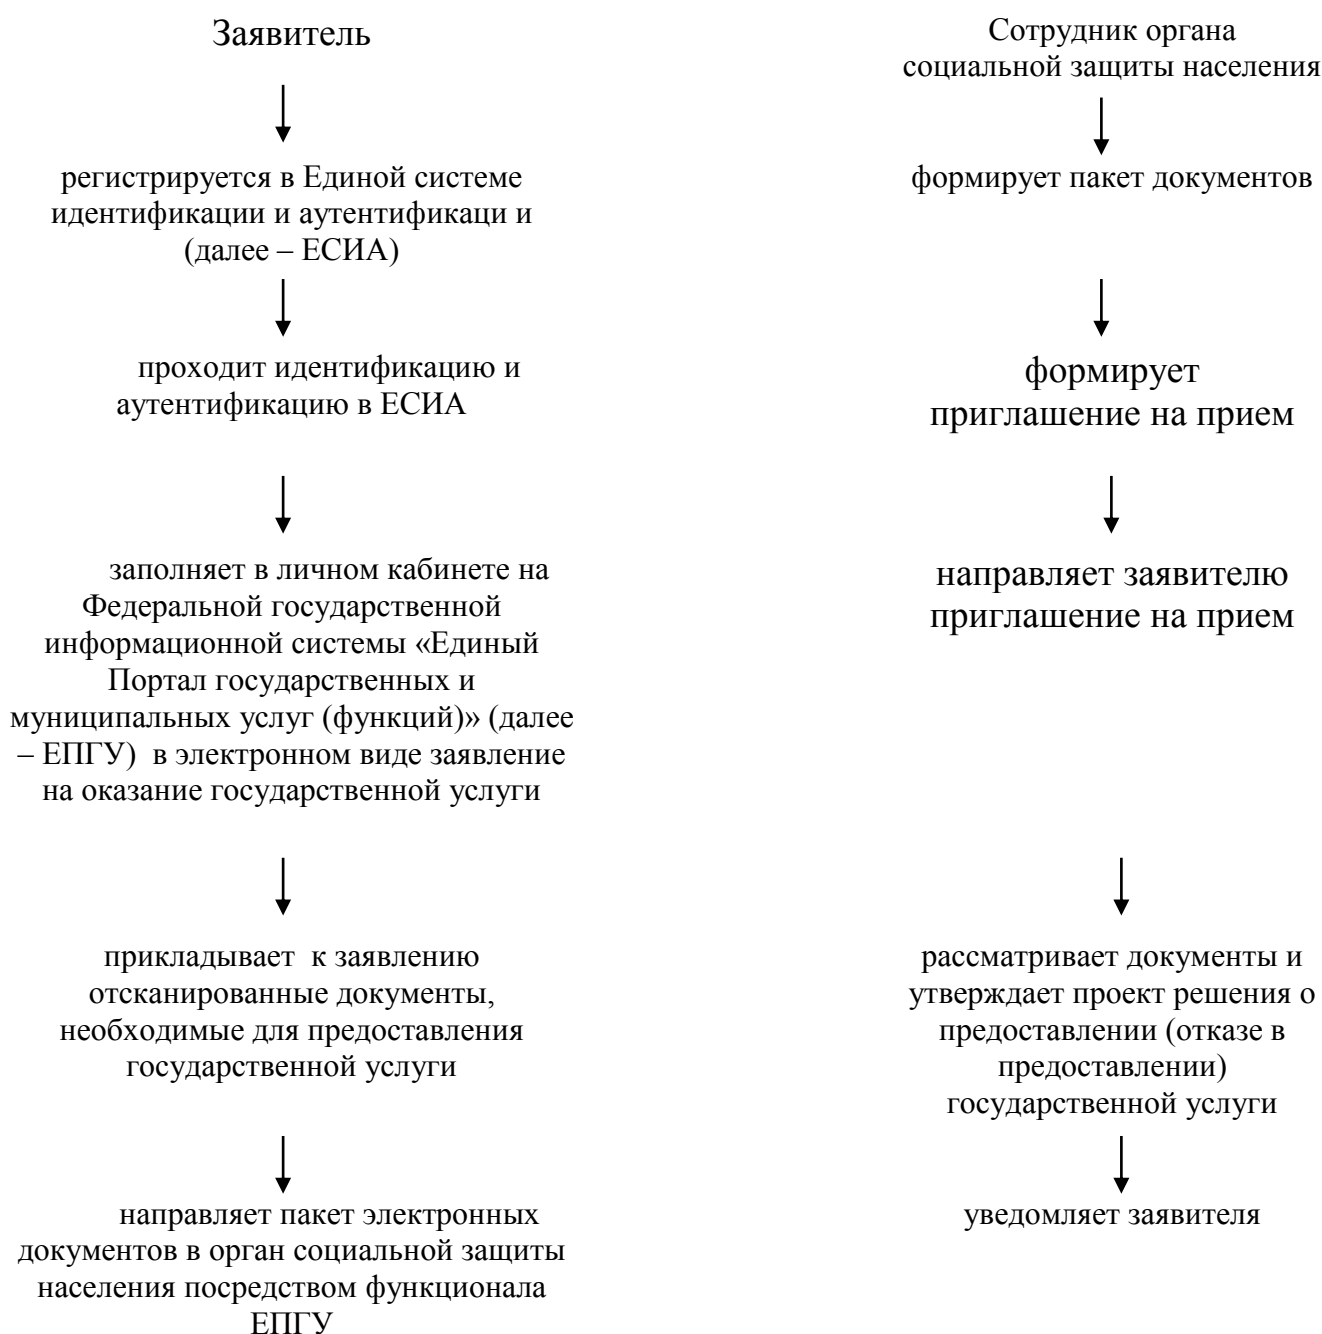 Заявитель
регистрируется в Единой системе
идентификации и аутентификаци и
(далее – ЕСИА)
проходит идентификацию и
аутентификацию в ЕСИА
заполняет в личном кабинете на
Федеральной государственной
информационной системы «Единый
Портал государственных и
муниципальных услуг (функций)» (далее
– ЕПГУ)  в электронном виде заявление
на оказание государственной услуги
прикладывает  к заявлению
отсканированные документы,
необходимые для предоставления
государственной услуги
направляет пакет электронных
документов в орган социальной защиты
населения посредством функционала
ЕПГУ
Сотрудник органа
социальной защиты населения
формирует пакет документов
формирует
приглашение на прием
направляет заявителю
приглашение на прием
рассматривает документы и
утверждает проект решения о
предоставлении (отказе в
предоставлении)
государственной услуги
уведомляет заявителя